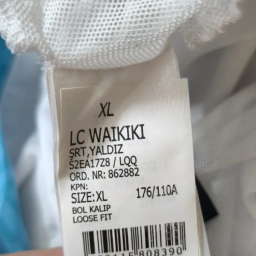 XL
LC WAIKIKI
SRT,YALDIZ
S2EA17Z8 / LQQ
ORD. NR: 862882
KPN:
SIZE:XL 176/110A
BOL KALIP
LOOSE FIT